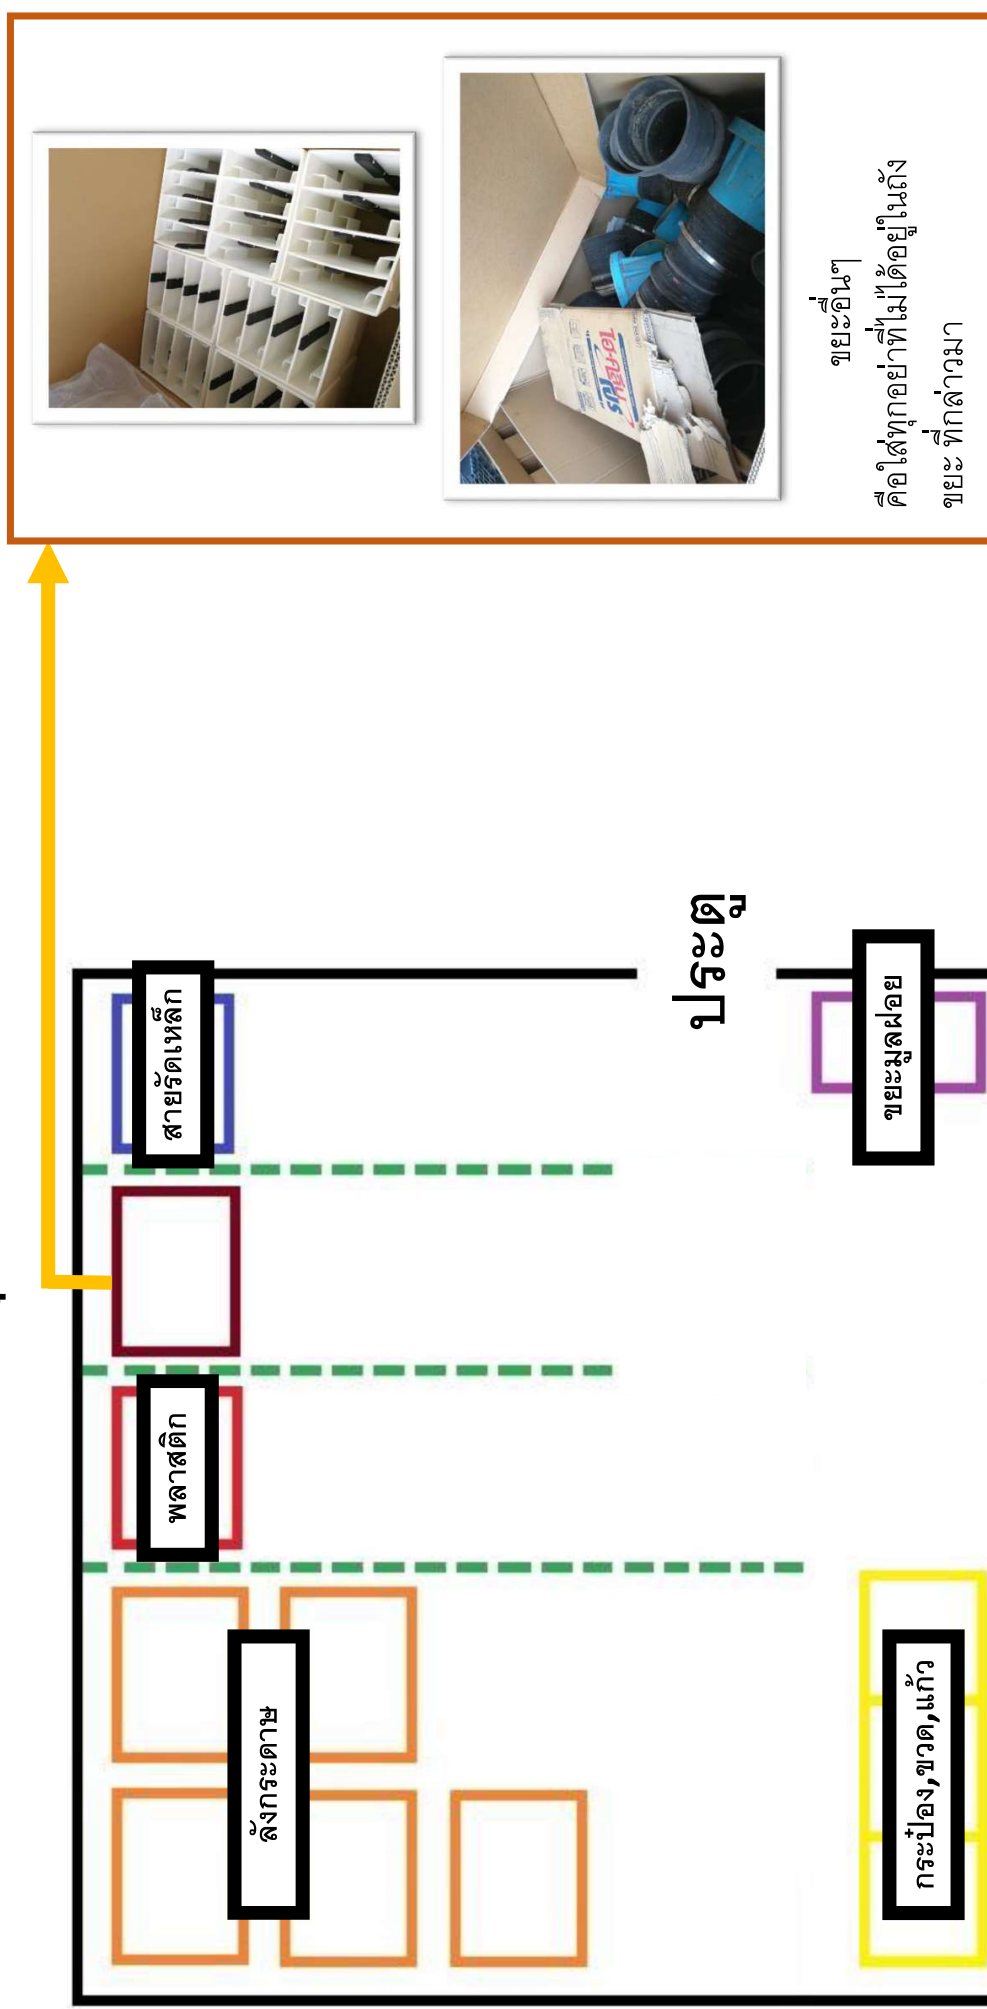 ลังกระดาษ
พลาสติก
สายรัดเหล็ก
ประตู
กระป๋อง,ขวด,แก้ว
ขยะมูลฝอย
ขยะอื่นๆ
คือใส่ทุกอย่าที่ไม่ได้อยู่ในถัง
ขยะ ที่กล่าวมา